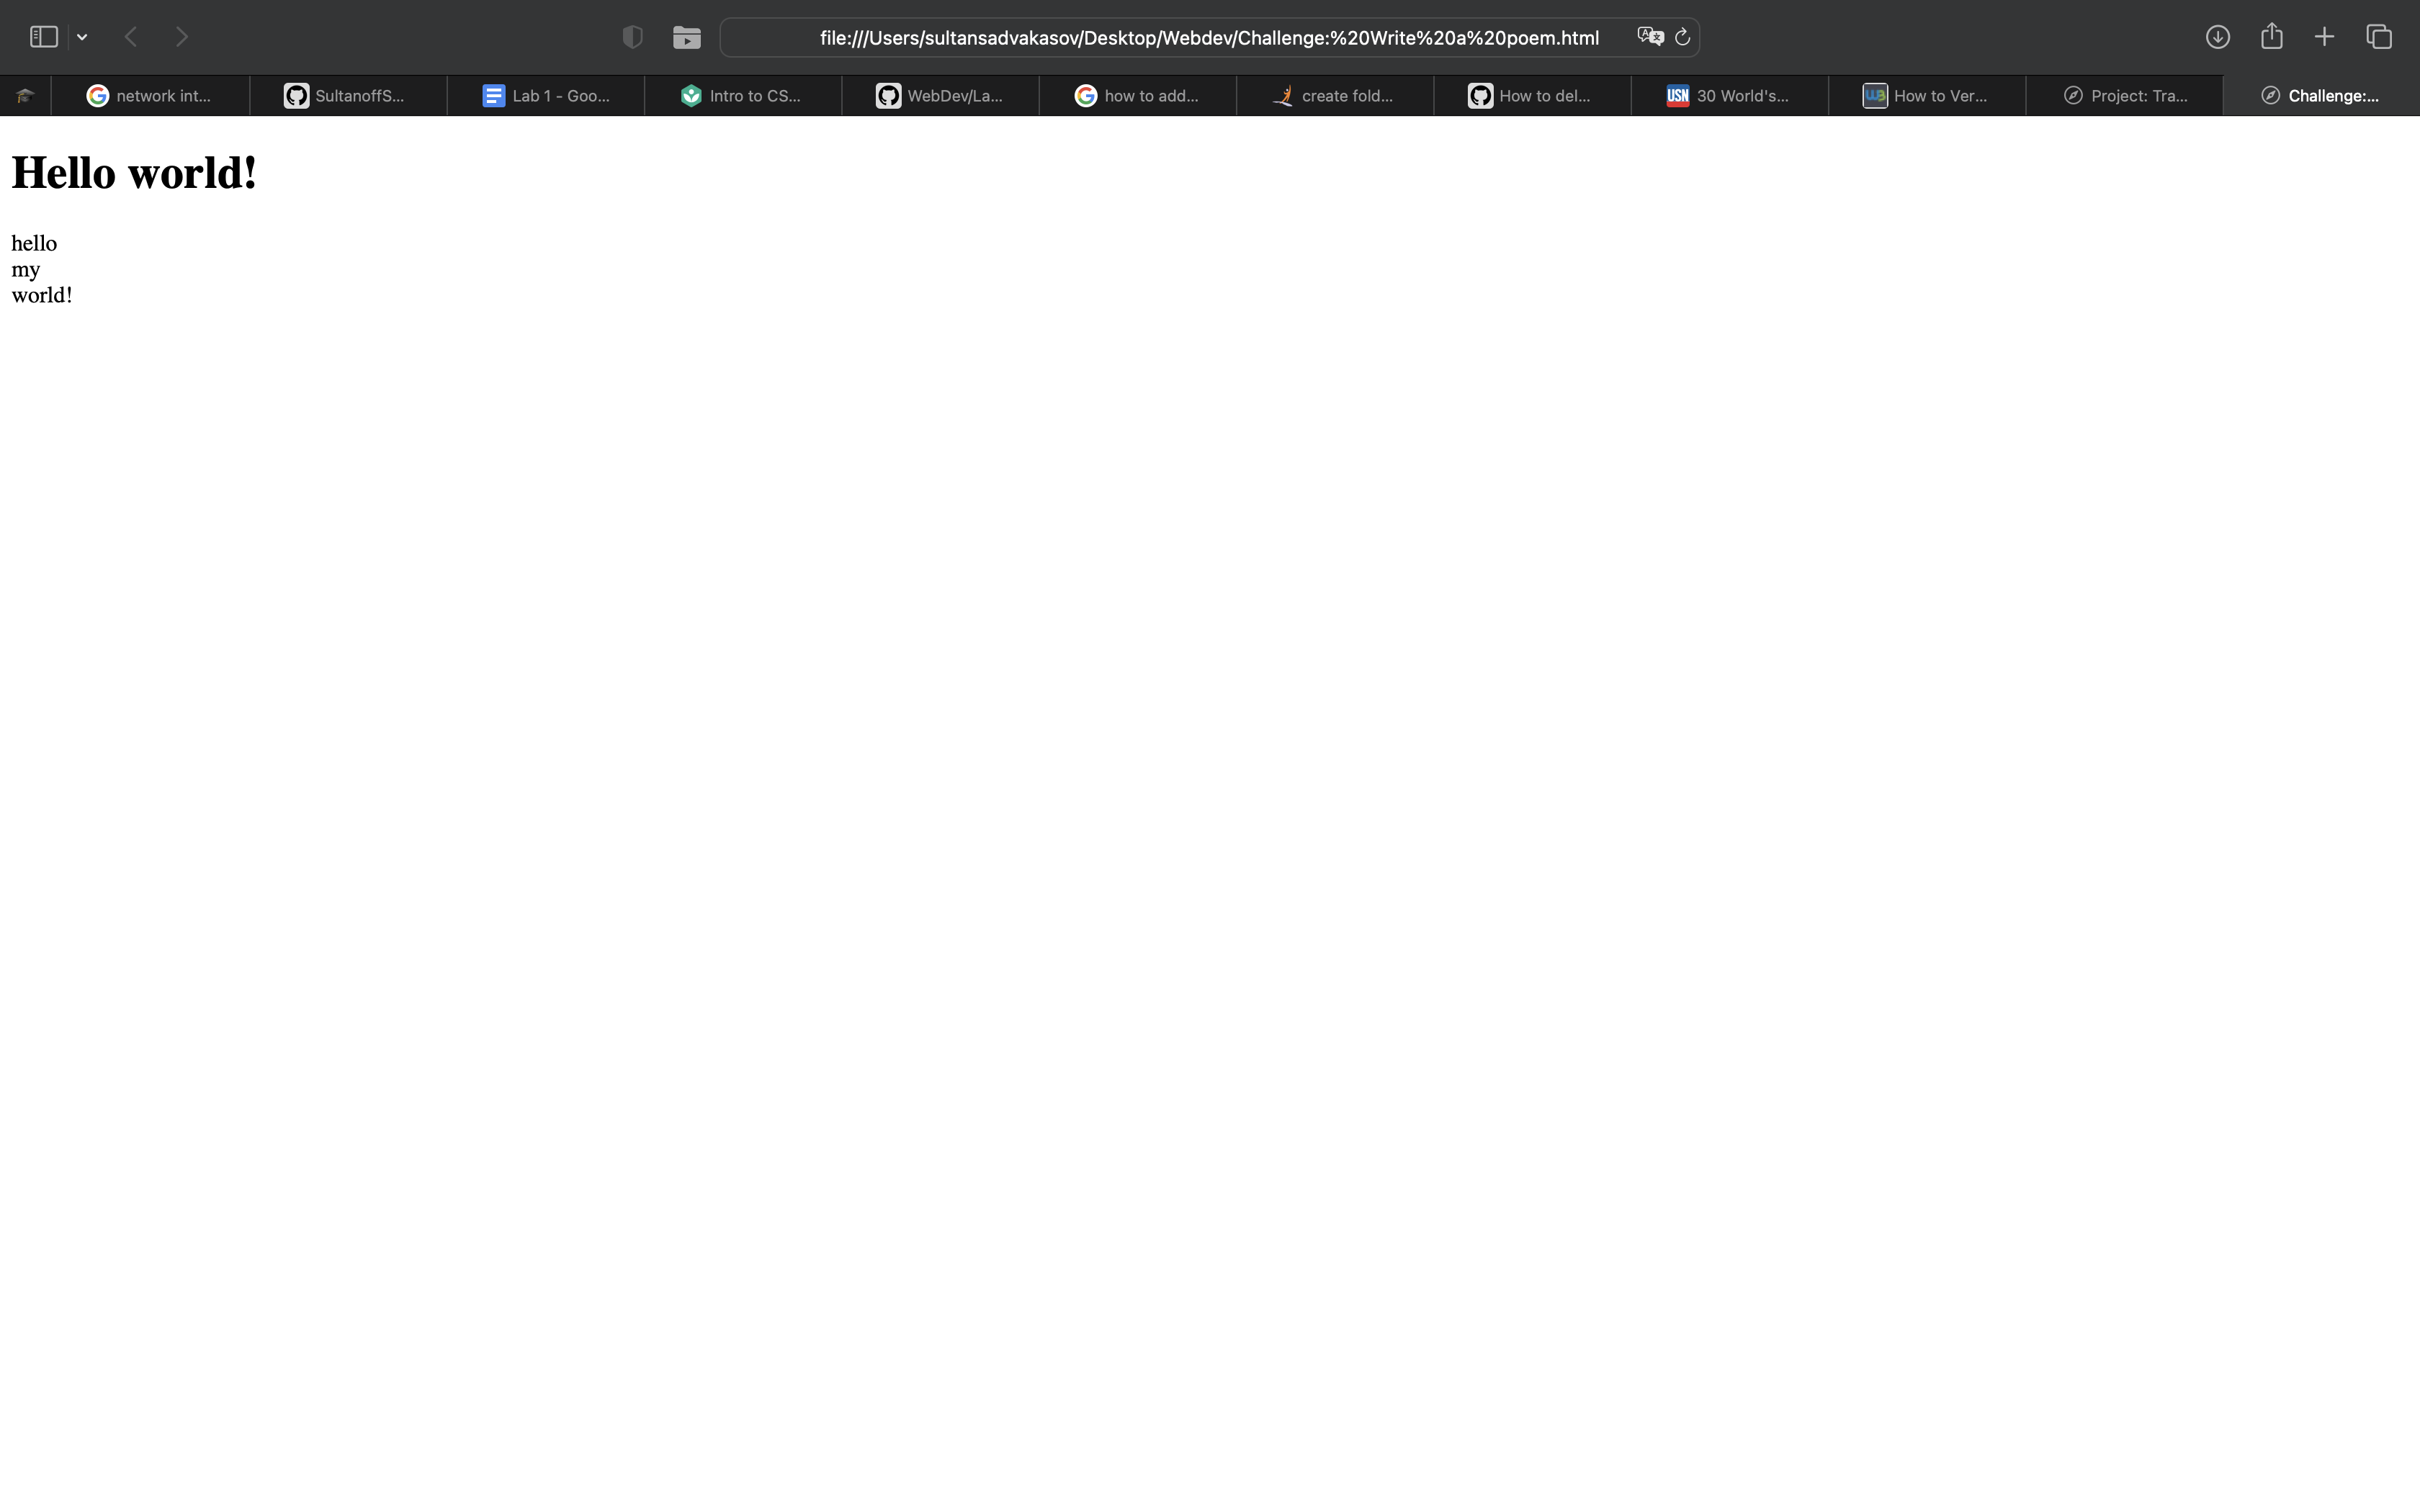 file:///Users/sultansadvakasov/Desktop/Webdev/Challenge:%20Write%20a%20poem.html
network int...
SultanoffS...
Lab 1 - Goo...
Intro to CS...
WebDev/La...
how to add...
create fold...
How to del...
USN 30 World's...
How to Ver...
Project: Tra...
Challenge:...
Hello world!
hello
my
world!